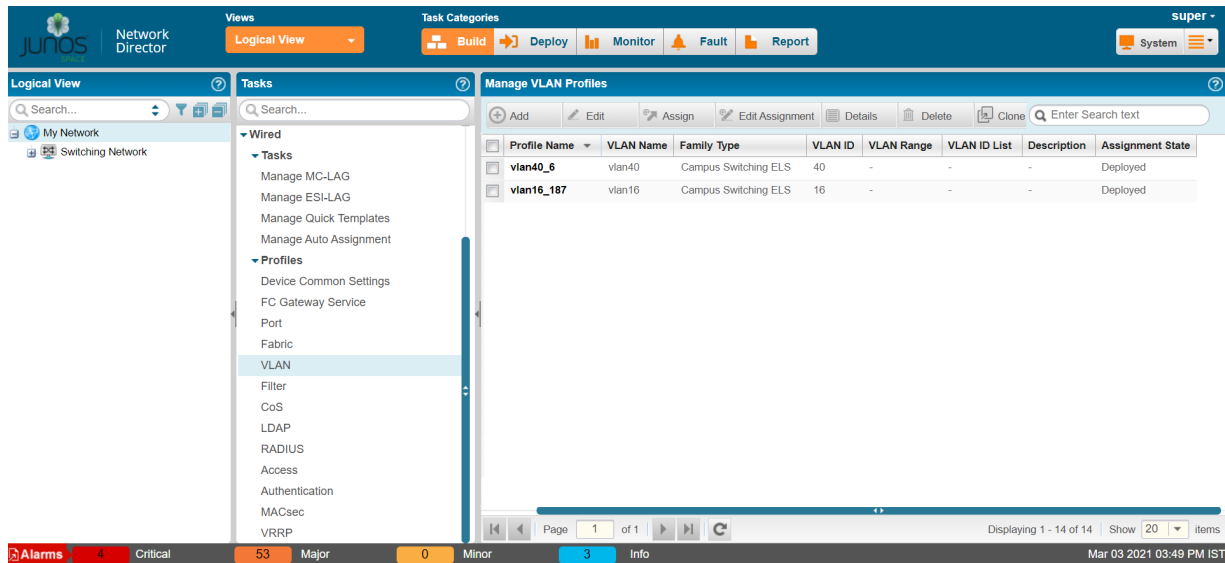 JUNOS
SPACE
Network
Director
Views
Logical View
Task Categories
Build
Deploy
Monitor
Fault
Report
super
System
Logical View
Search...
My Network
Switching Network
Tasks
Search...
Wired
Tasks
Manage MC-LAG
Manage ESI-LAG
Manage Quick Templates
Manage Auto Assignment
Profiles
Device Common Settings
FC Gateway Service
Port
Fabric
VLAN
Filter
CoS
LDAP
RADIUS
Access
Authentication
MACsec
VRRP
Manage VLAN Profiles
Add Edit Assign Edit Assignment Details Delete Clone Enter Search text
Profile Name VLAN Name Family Type VLAN ID VLAN Range VLAN ID List Description Assignment State
vlan40_6 vlan40 Campus Switching ELS 40 - - - Deployed
vlan16_187 vlan16 Campus Switching ELS 16 - - - Deployed
Page 1 of 1 Displaying 1 - 14 of 14 Show 20 items
Alarms 4 Critical 53 Major 0 Minor 3 Info Mar 03 2021 03:49 PM IST